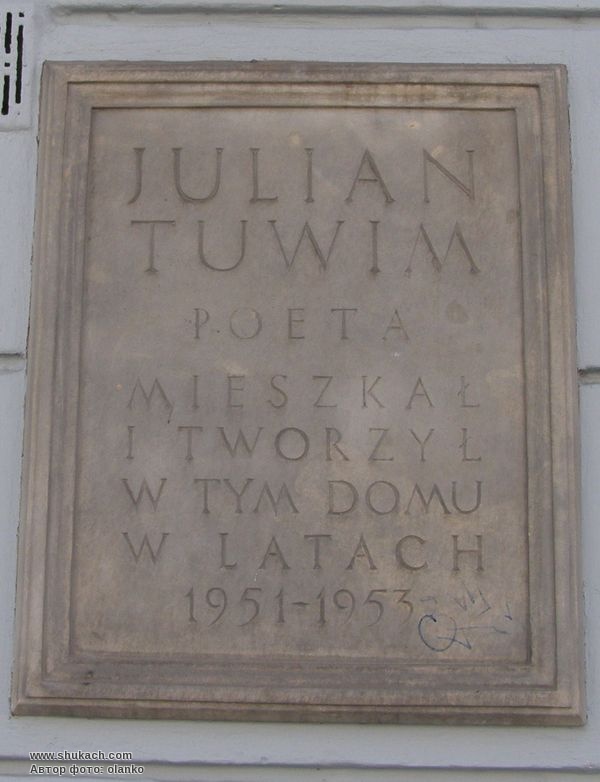 JULIAN
TUWIM
POETA
MIESZKAŁ
I TWORZYŁ
W TYM DOMU
W LATACH
1951-1953
www.shukach.com
Автор фото: olanko